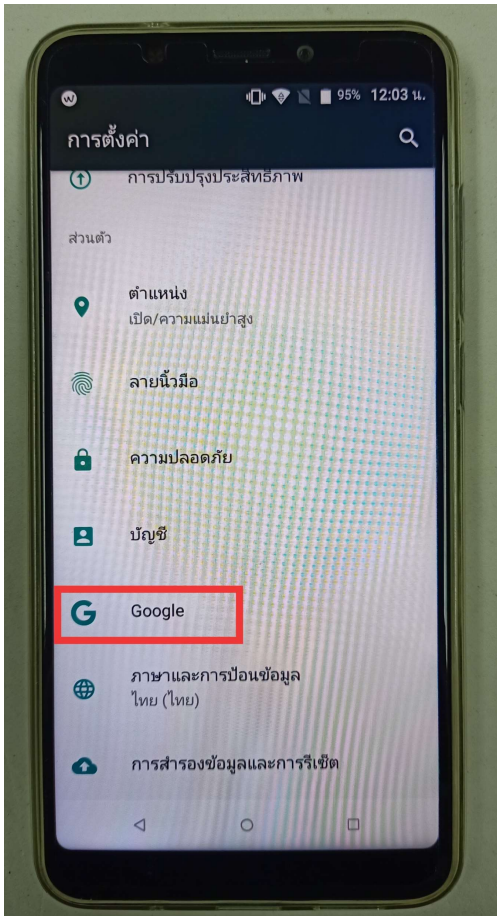 95% 12:03 น.
การตั้งค่า
การปรับปรุงประสิทธิภาพ
ส่วนตัว
ตำแหน่ง
เปิด/ความแม่นยำสูง
ลายนิ้วมือ
ความปลอดภัย
บัญชี
Google
ภาษาและการป้อนข้อมูล
ไทย (ไทย)
การสำรองข้อมูลและการรีเซ็ต